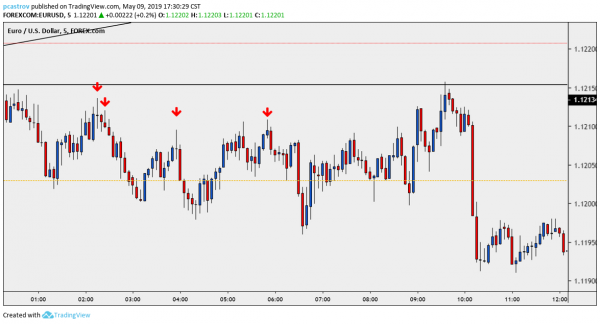 pcastrov published on TradingView.com, May 09, 2019 17:30:29 CST
FOREXCOM:EURUSD, 5 1.12201 ▲ +0.00222 (+0.2%) O:1.12202 H:1.12203 L:1.12201 C:1.12201
Euro / U.S. Dollar, 5, FOREX.com
1.12200
1.12134
1.12100
1.12050
1.12000
1.11950
1.11900
01:00 02:00 03:00 04:00 05:00 06:00 07:00 08:00 09:00 10:00 11:00 12:00
Created with TradingView